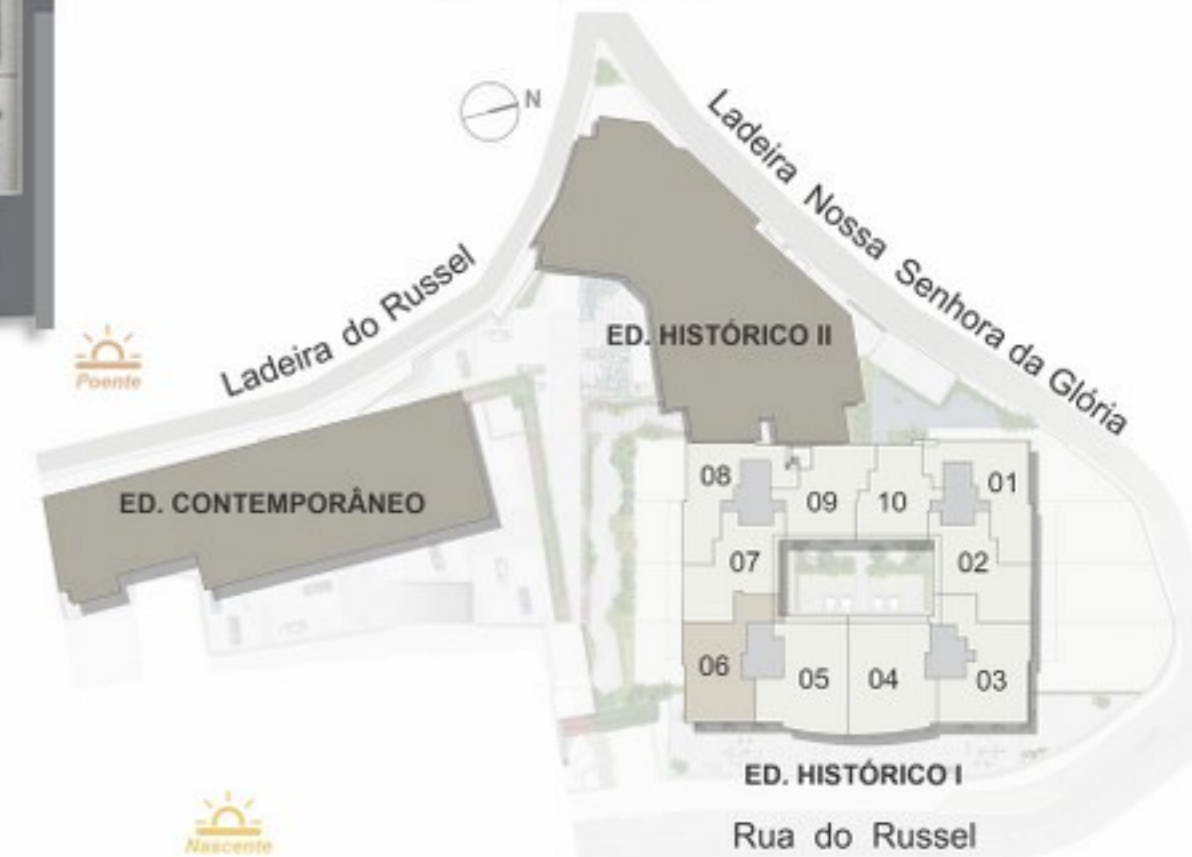 N
Ladeira Nossa Senhora da Glória
Ladeira do Russel
Poente
ED. HISTÓRICO II
ED. CONTEMPORÂNEO
08
09
10
01
07
02
06
05
04
03
ED. HISTÓRICO I
Nascente
Rua do Russel